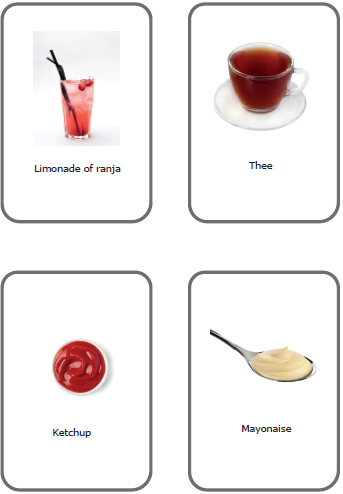 Limonade of ranja
Thee
Ketchup
Mayonaise